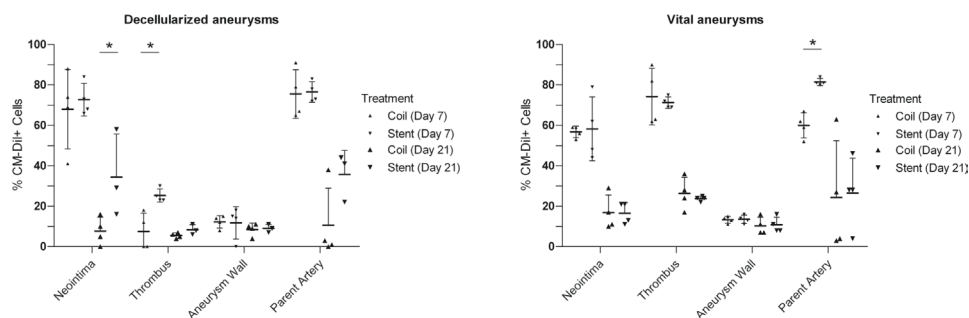 Decellularized aneurysms
% CM-Dil+ Cells
100
80
60
40
20
0
* *
Neointima
Thrombus
Aneurysm Wall
Parent Artery
Treatment
Coil (Day 7)
Stent (Day 7)
Coil (Day 21)
Stent (Day 21)
Vital aneurysms
% CM-Dil+ Cells
100
80
60
40
20
0
*
Neointima
Thrombus
Aneurysm Wall
Parent Artery
Treatment
Coil (Day 7)
Stent (Day 7)
Coil (Day 21)
Stent (Day 21)